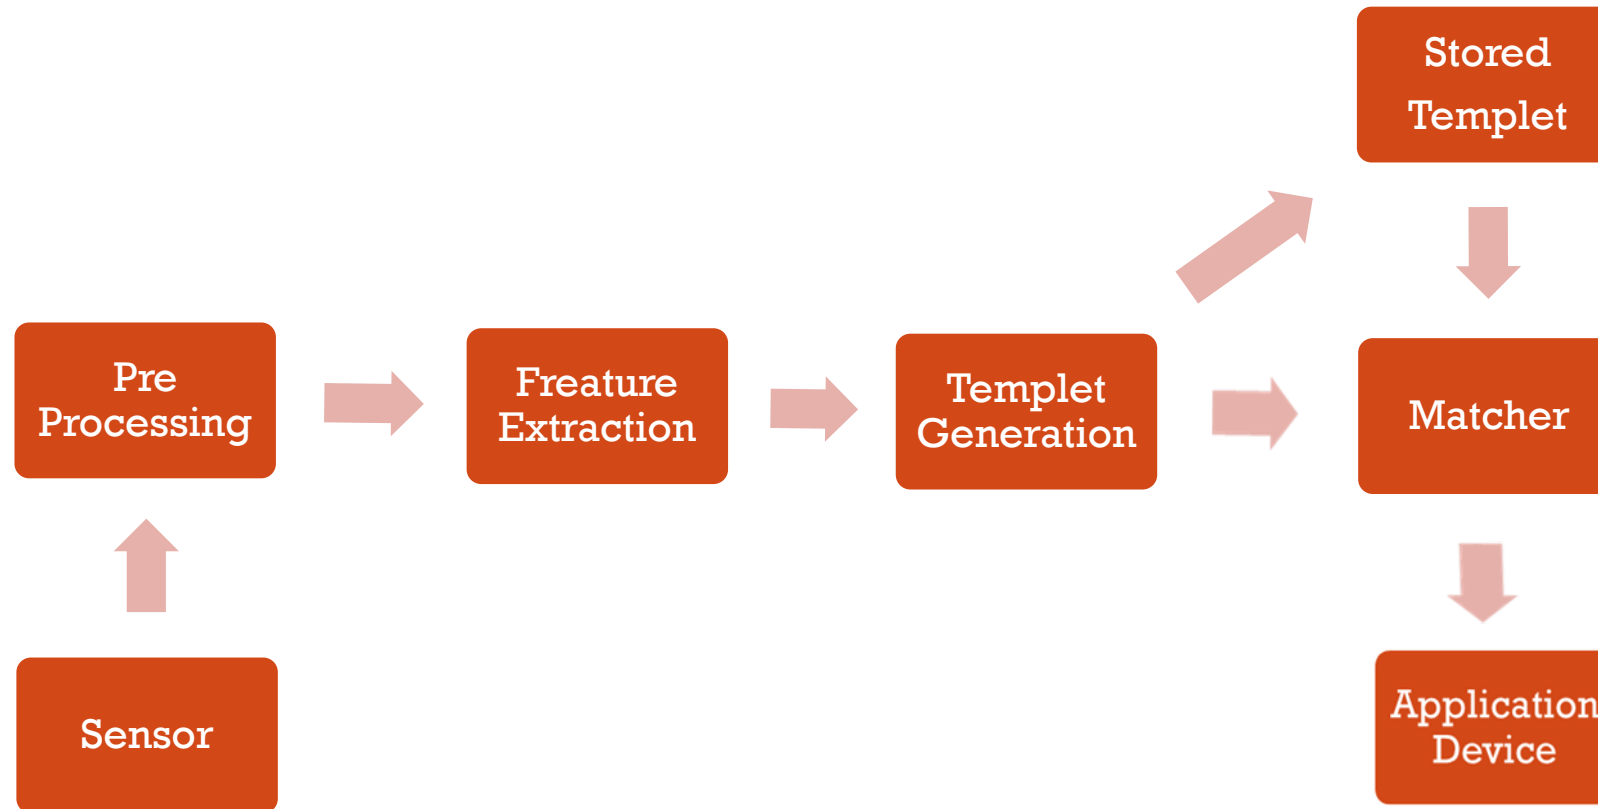 Stored
Templet
Pre
Processing
Freature
Extraction
Templet
Generation
Matcher
Sensor
Application
Device